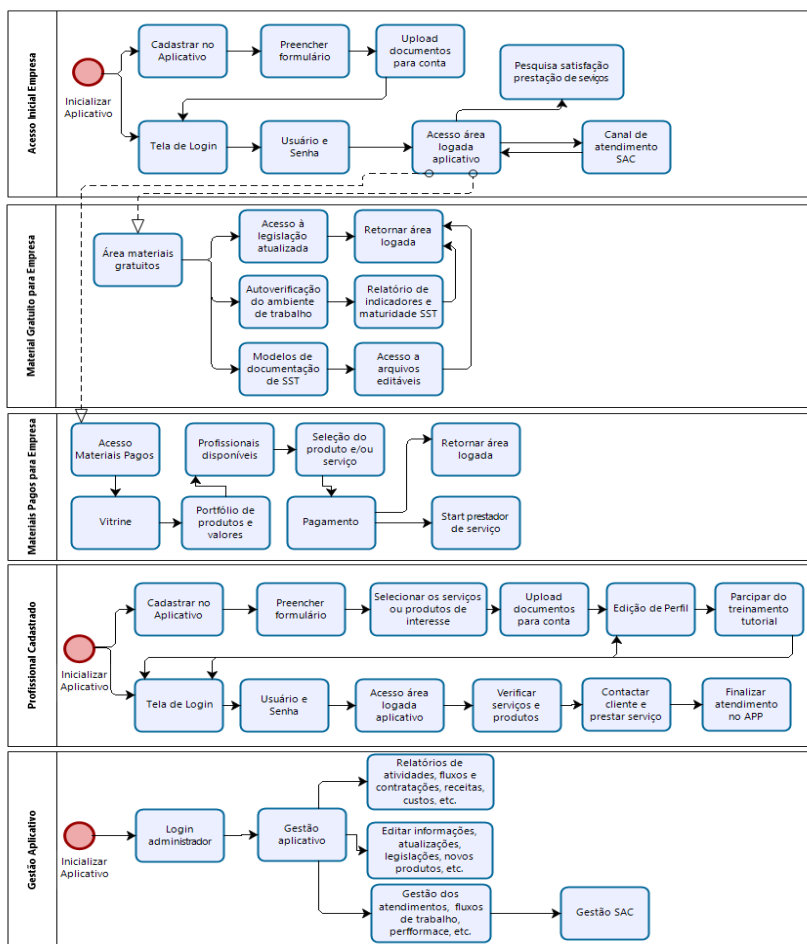 Acesso Inicial Empresa
Inicializar
Aplicativo
Cadastrar no
Aplicativo
Preencher
formulário
Upload
documentos
para conta
Pesquisa satisfação
prestação de seviços
Tela de Login
Usuário e
Senha
Acesso área
logada
aplicativo
Canal de
atendimento
SAC
Material Gratuito para Empresa
Área materiais
gratuitos
Acesso à
legislação
atualizada
Retornar área
logada
Autoverificação
do ambiente
de trabalho
Relatório de
indicadores e
maturidade SST
Modelos de
documentação
de SST
Acesso a
arquivos
editáveis
Materiais Pagos para Empresa
Acesso
Materiais Pagos
Profissionais
disponíveis
Seleção do
produto e/ou
serviço
Retornar área
logada
Vitrine
Portfólio de
produtos e
valores
Pagamento
Start prestador
de serviço
Profissional Cadastrado
Inicializar
Aplicativo
Cadastrar no
Aplicativo
Preencher
formulário
Selecionar os serviços
ou produtos de
interesse
Upload
documentos
para conta
Edição de Perfil
Parcipar do
treinamento
tutorial
Tela de Login
Usuário e
Senha
Acesso área
logada
aplicativo
Verificar
serviços e
produtos
Contactar
cliente e
prestar serviço
Finalizar
atendimento
no APP
Gestão Aplicativo
Inicializar
Aplicativo
Login
administrador
Gestão
aplicativo
Relatórios de
atividades, fluxos e
contratações, receitas,
custos, etc.
Editar informações,
atualizações,
legislações, novos
produtos, etc.
Gestão dos
atendimentos, fluxos
de trabalho,
perfformace, etc.
Gestão SAC